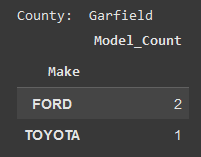 County:  Garfield
Model_Count
Make
FORD 2
TOYOTA 1